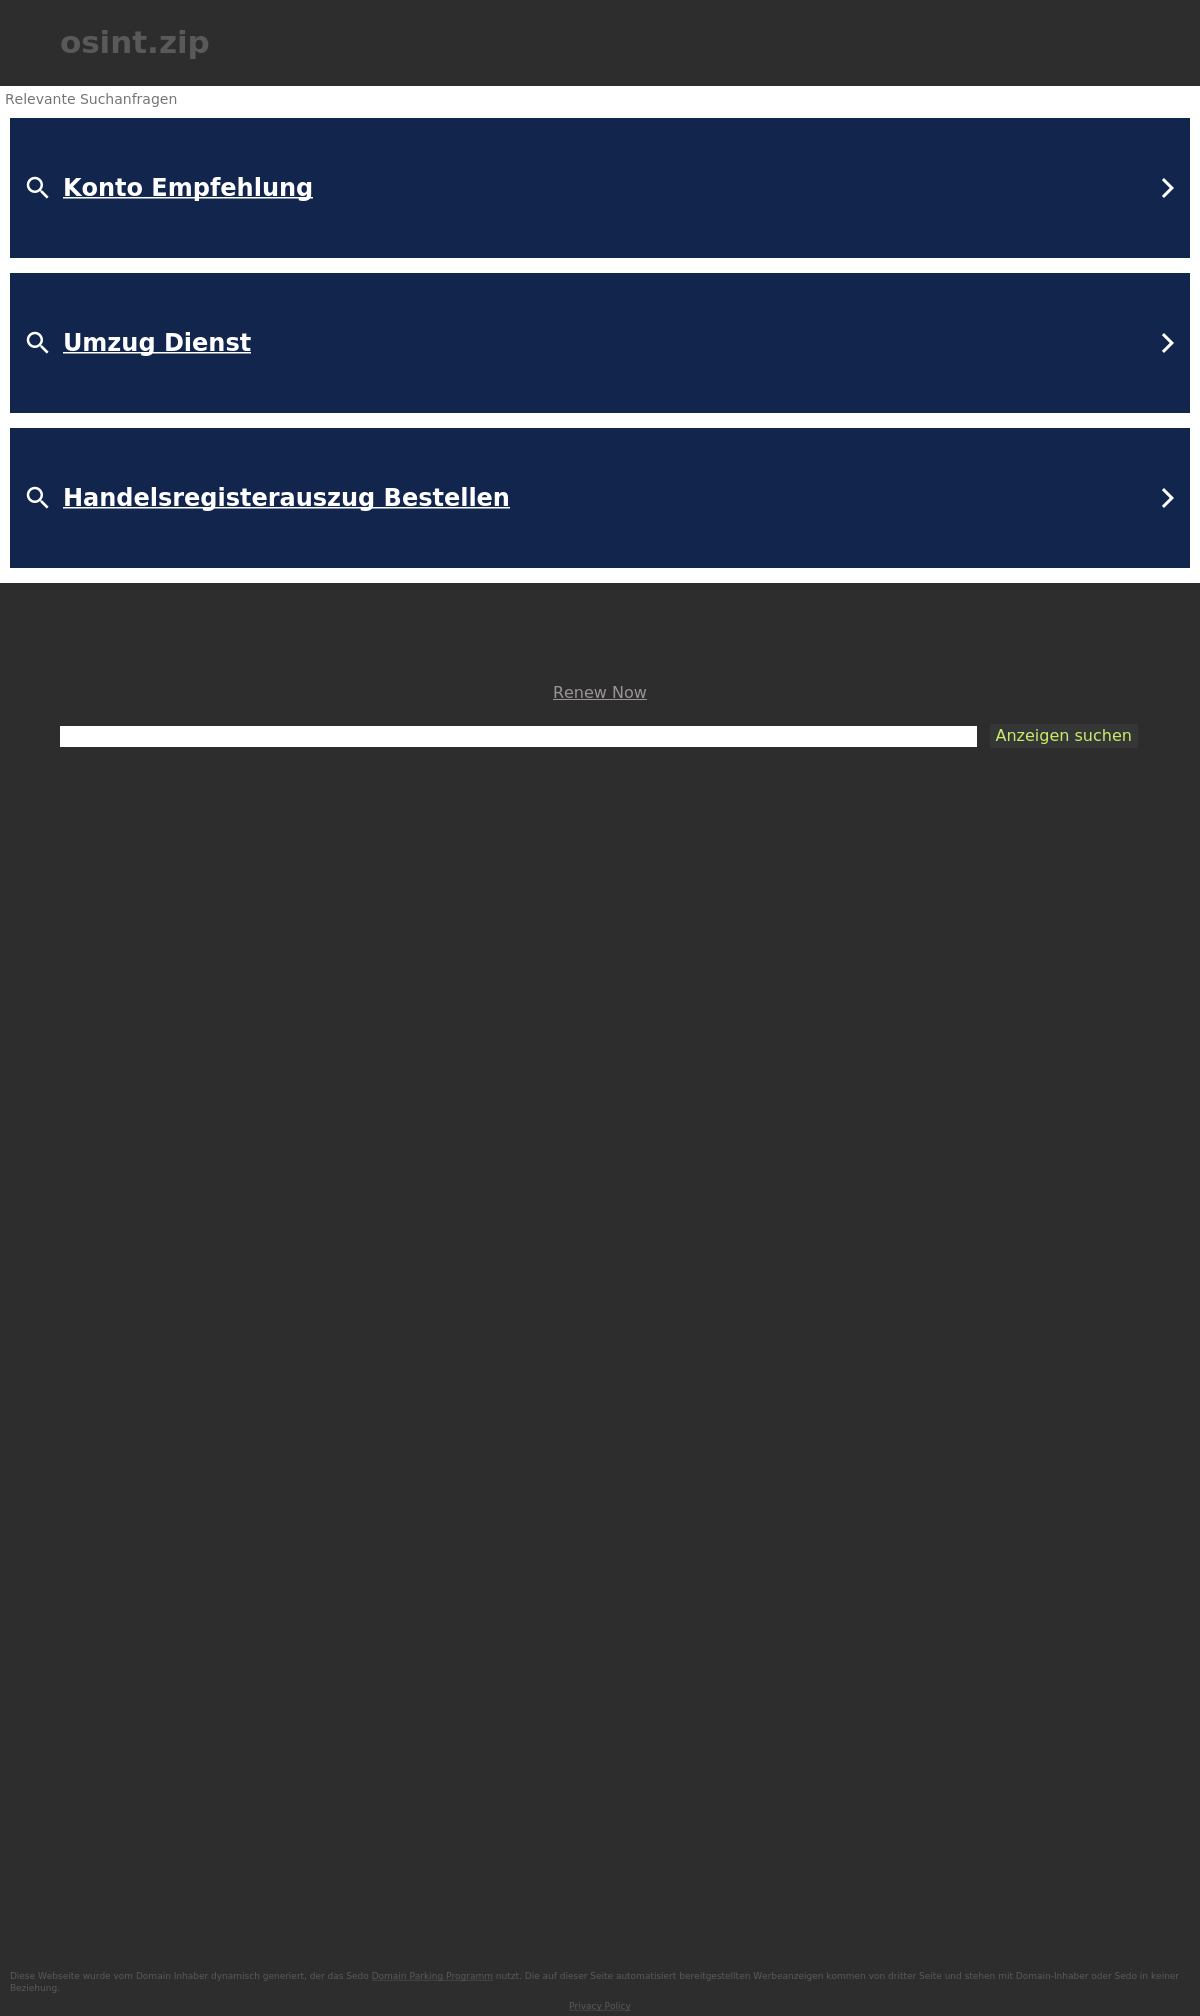 osint.zip
Relevante Suchanfragen
Konto Empfehlung
Umzug Dienst
Handelsregisterauszug Bestellen
Renew Now
Anzeigen suchen
Diese Webseite wurde vom Domain Inhaber dynamisch generiert, der das Sedo Domain Parking Programm nutzt. Die auf dieser Seite automatisiert bereitgestellten Werbeanzeigen kommen von dritter Seite und stehen mit Domain-Inhaber oder Sedo in keiner
Beziehung.
Privacy Policy